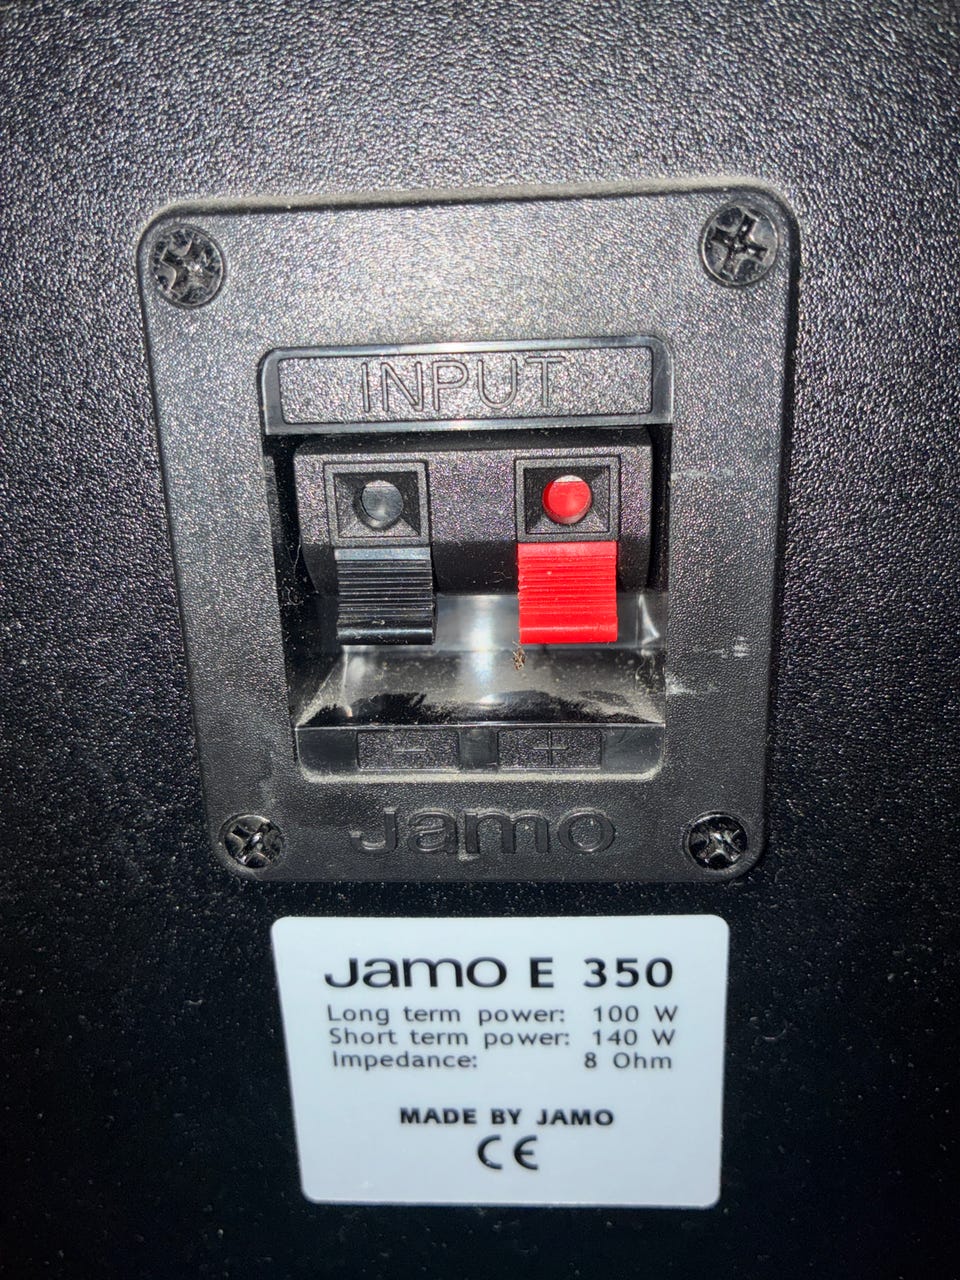 INPUT
- +
Jamo
Jamo E 350
Long term power: 100 W
Short term power: 140 W
Impedance: 8 Ohm
MADE BY JAMO
CE